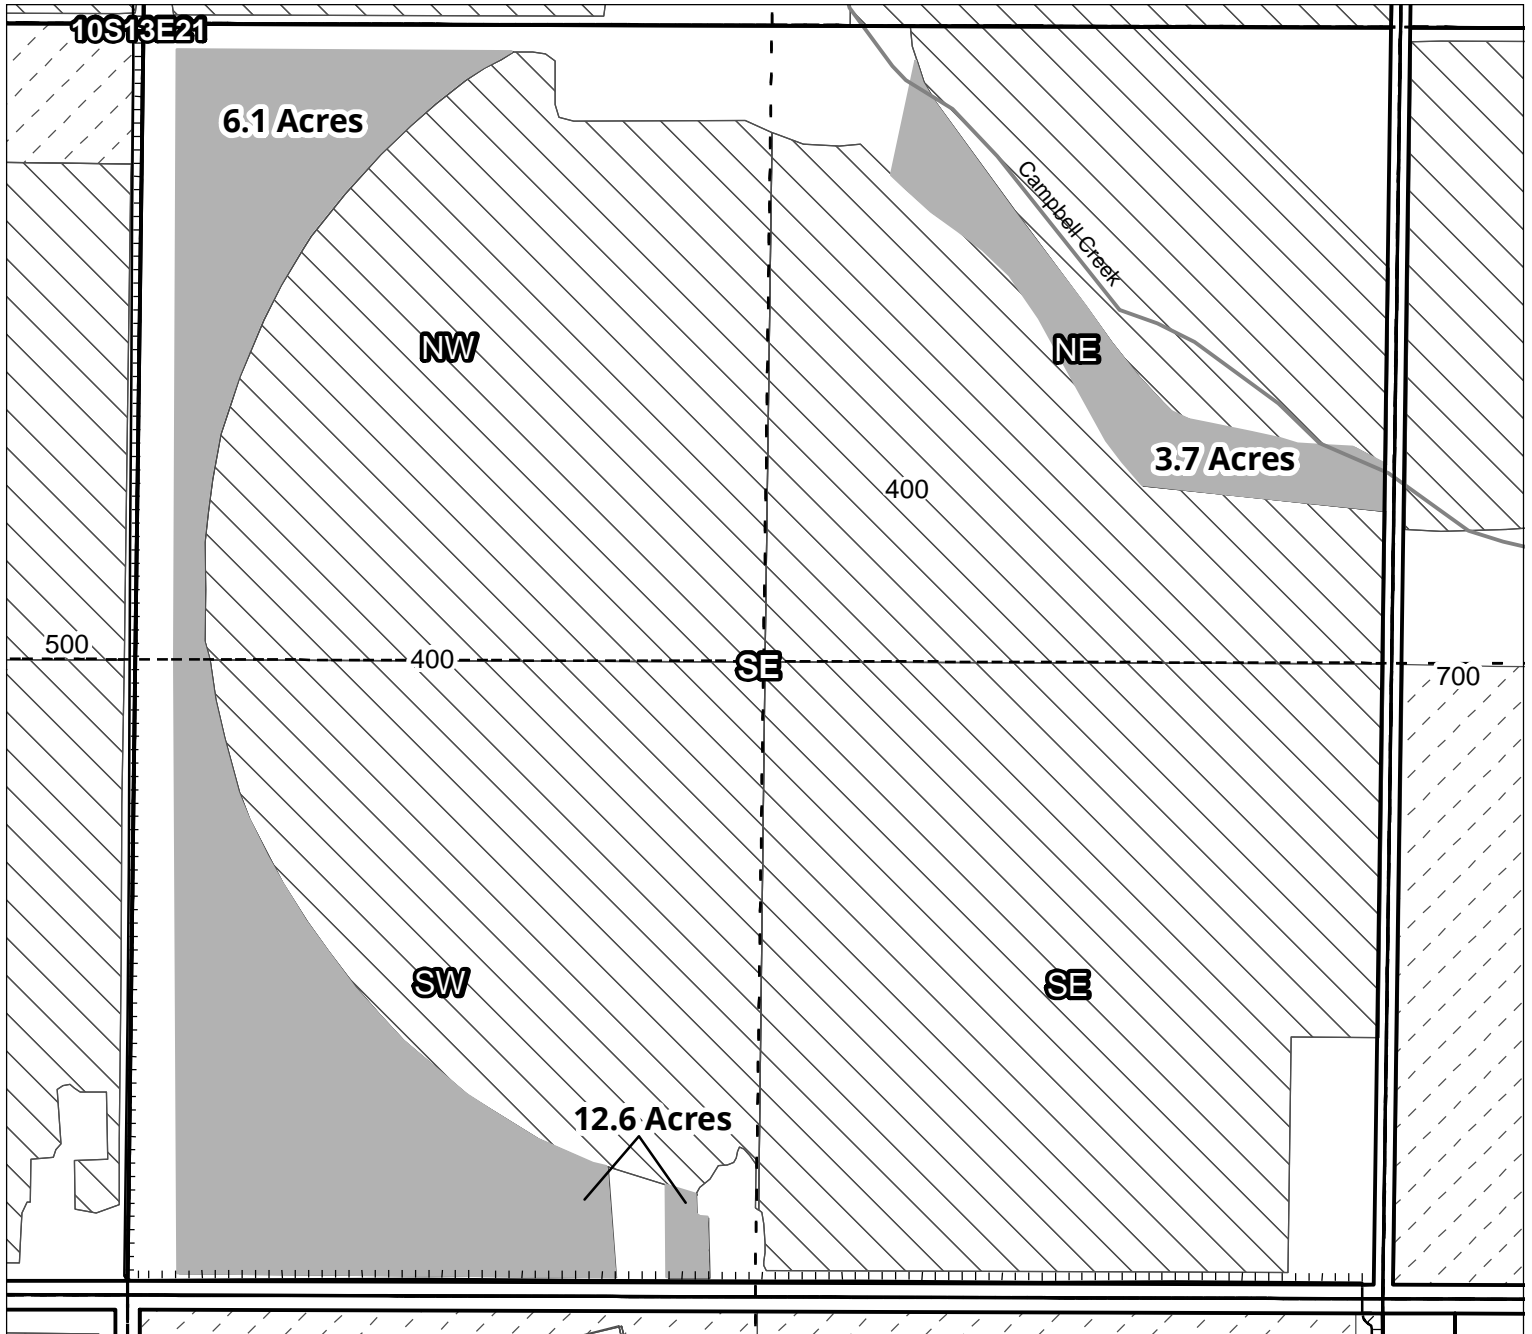 10S13E21
6.1 Acres
Campbell Creek
NW
NE
3.7 Acres
400
500
400
SE
700
SW
SE
12.6 Acres